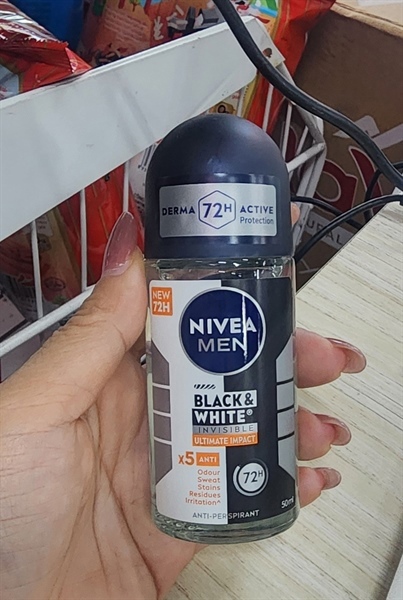 DERMA 72H ACTIVE
Protection
NEW
72H
NIVEA
MEN
BLACK &
WHITE®
INVISIBLE
ULTIMATE IMPACT
x5 ANTI
Odour
Sweat
Stains
Residues
Irritation^
72H
ANTI-PERSPIRANT
50ml